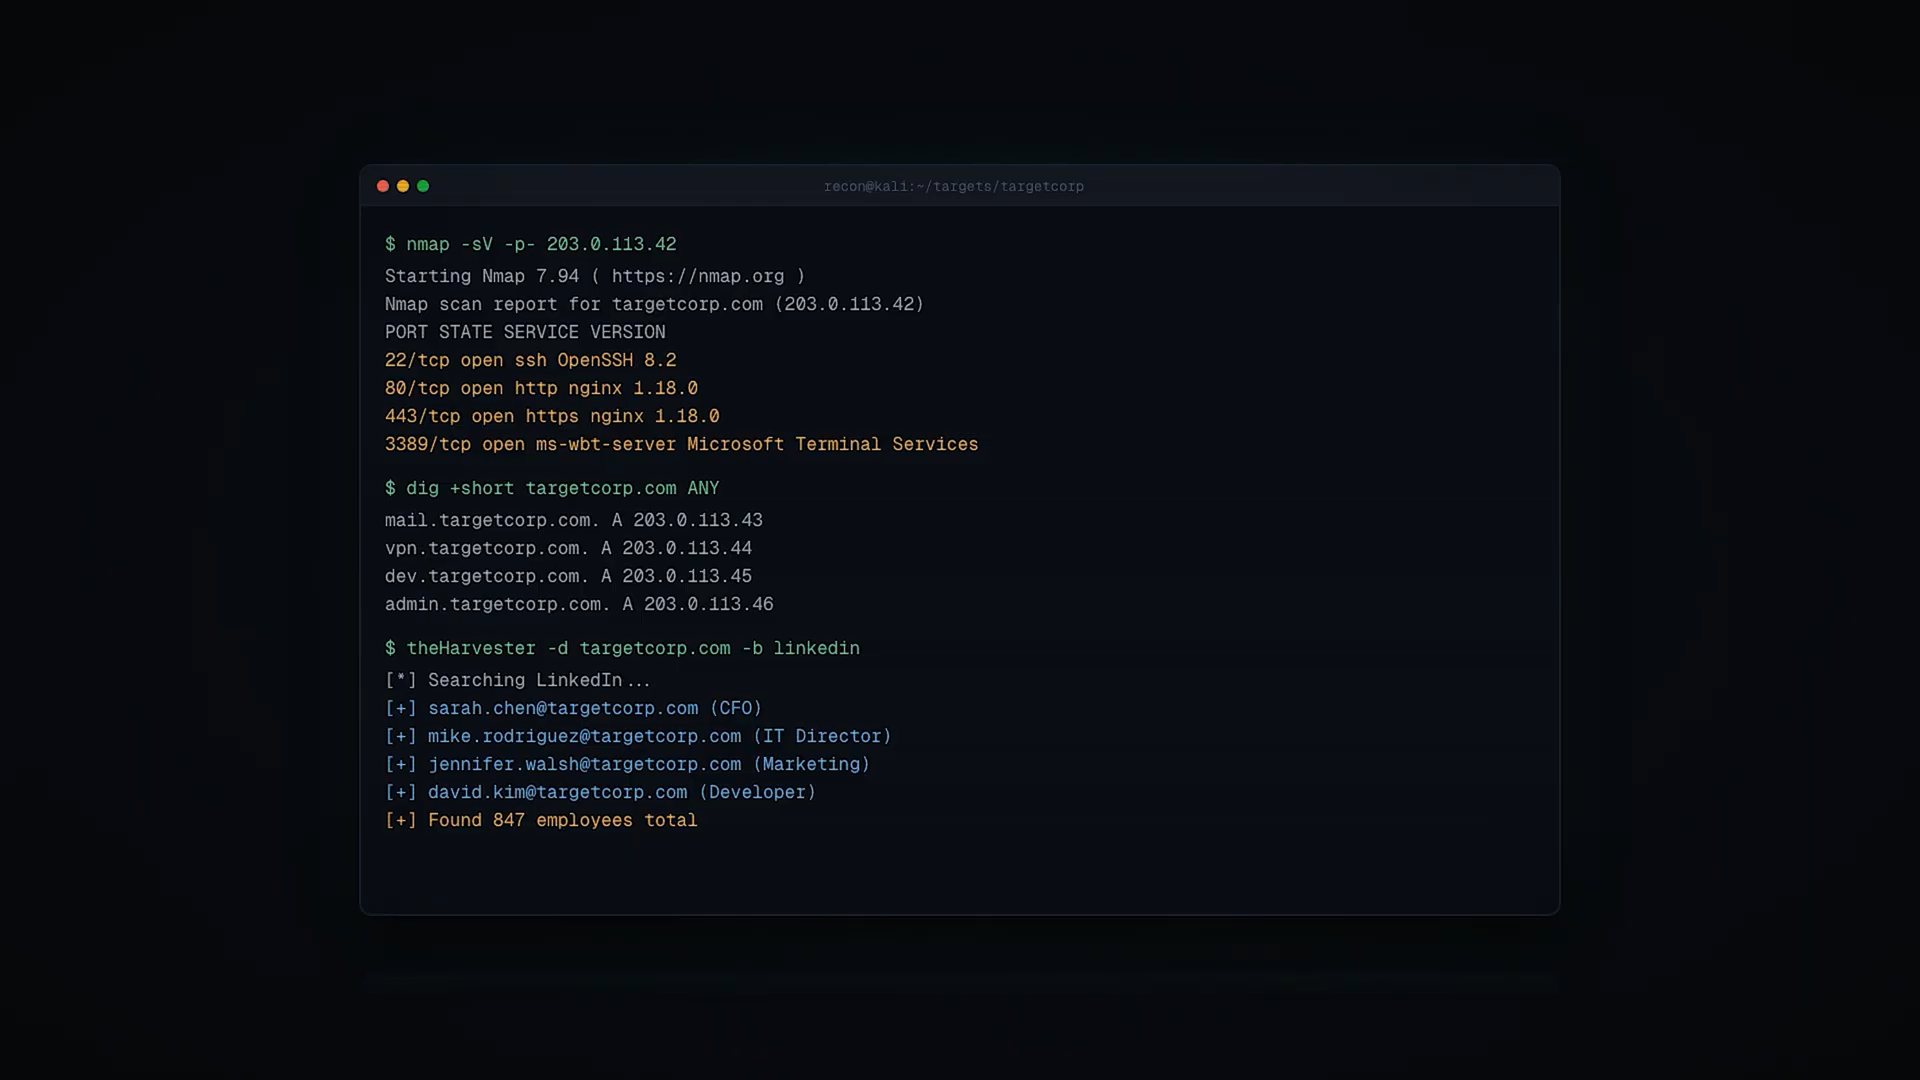 recon@kali:~/targets/targetcorp
$ nmap -sV -p- 203.0.113.42
Starting Nmap 7.94 ( https://nmap.org )
Nmap scan report for targetcorp.com (203.0.113.42)
PORT STATE SERVICE VERSION
22/tcp open ssh OpenSSH 8.2
80/tcp open http nginx 1.18.0
443/tcp open https nginx 1.18.0
3389/tcp open ms-wbt-server Microsoft Terminal Services
$ dig +short targetcorp.com ANY
mail.targetcorp.com. A 203.0.113.43
vpn.targetcorp.com. A 203.0.113.44
dev.targetcorp.com. A 203.0.113.45
admin.targetcorp.com. A 203.0.113.46
$ theHarvester -d targetcorp.com -b linkedin
[*] Searching LinkedIn...
[+] sarah.chen@targetcorp.com (CFO)
[+] mike.rodriguez@targetcorp.com (IT Director)
[+] jennifer.walsh@targetcorp.com (Marketing)
[+] david.kim@targetcorp.com (Developer)
[+] Found 847 employees total